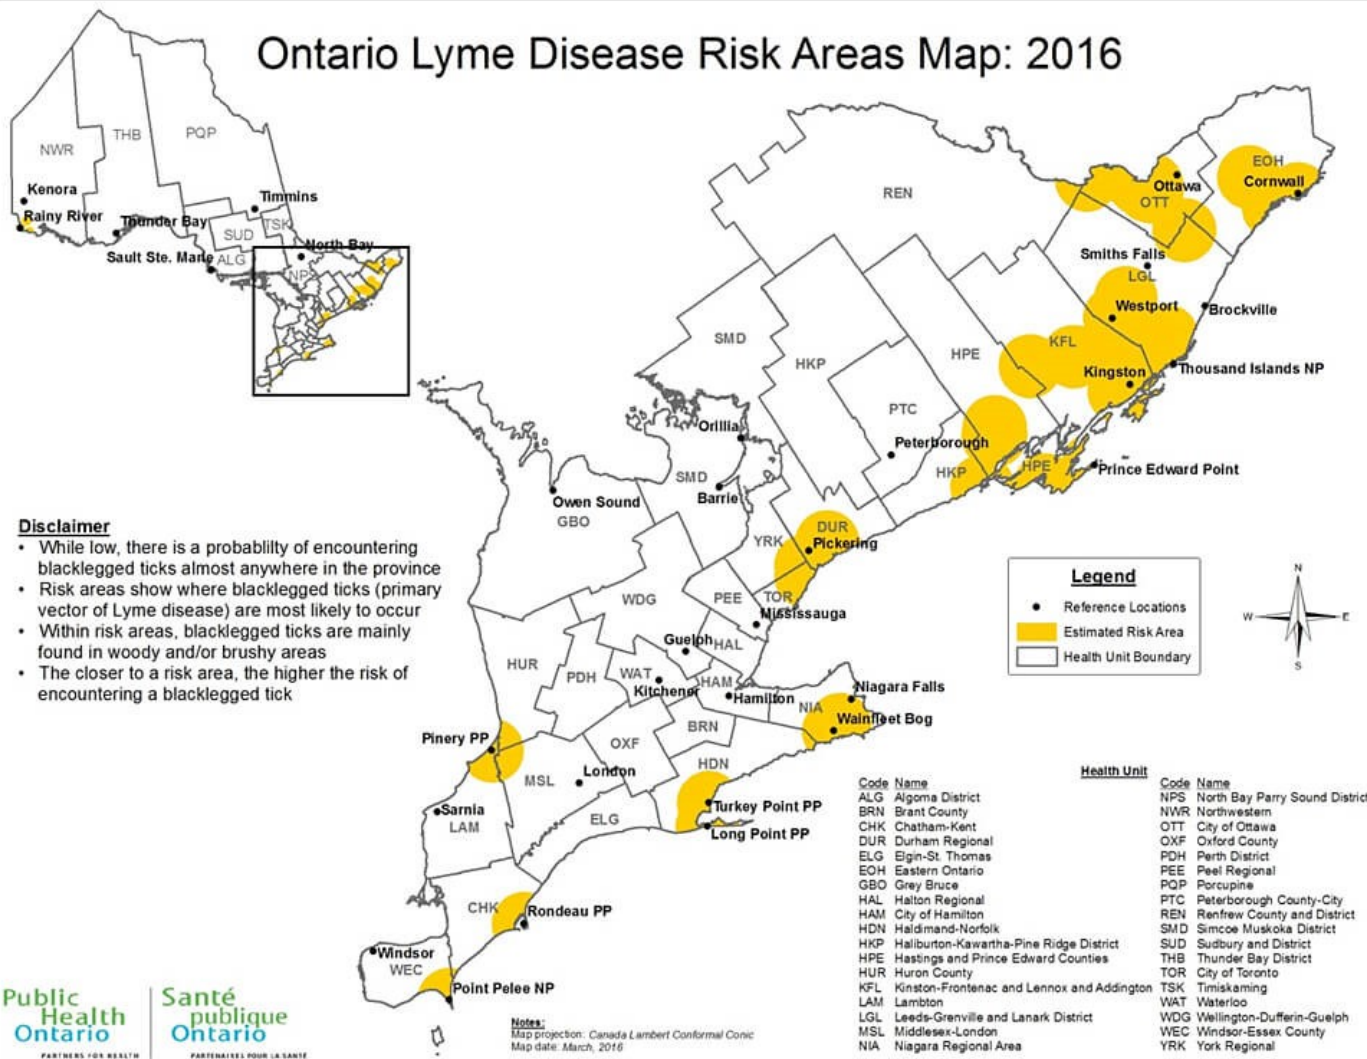 Ontario Lyme Disease Risk Areas Map: 2016
NWR
THB
PQP
Kenora
Rainy River
Thunder Bay
Timmins
SUD
TSK
Sault Ste. Marie
ALG
North Bay
NPS
REN
EOH
Cornwall
Ottawa
OTT
Smiths Falls
LGL
Westport
Brockville
SMD
HKP
HPE
KFL
Kingston
Thousand Islands NP
PTC
Peterborough
Orillia
HKP
HPE
Prince Edward Point
SMD
Barrie
Owen Sound
GBO
DUR
YRK
Pickering
WDG
PEE
TOR
Mississauga
Guelph
HAL
HUR
PDH
WAT
Kitchener
HAM
Hamilton
Niagara Falls
NIA
Wainfleet Bog
BRN
Pinery PP
OXF
HDN
MSL
London
Turkey Point PP
Sarnia
LAM
ELG
Long Point PP
CHK
Rondeau PP
Windsor
WEC
Point Pelee NP
Disclaimer
• While low, there is a probablilty of encountering
blacklegged ticks almost anywhere in the province
• Risk areas show where blacklegged ticks (primary
vector of Lyme disease) are most likely to occur
• Within risk areas, blacklegged ticks are mainly
found in woody and/or brushy areas
• The closer to a risk area, the higher the risk of
encountering a blacklegged tick
Legend
Reference Locations
Estimated Risk Area
Health Unit Boundary
N
W E
S
Health Unit
Code Name
ALG Algoma District
BRN Brant County
CHK Chatham-Kent
DUR Durham Regional
ELG Elgin-St. Thomas
EOH Eastern Ontario
GBO Grey Bruce
HAL Halton Regional
HAM City of Hamilton
HDN Haldimand-Norfolk
HKP Haliburton-Kawartha-Pine Ridge District
HPE Hastings and Prince Edward Counties
HUR Huron County
KFL Kinston-Frontenac and Lennox and Addington
LAM Lambton
LGL Leeds-Grenville and Lanark District
MSL Middlesex-London
NIA Niagara Regional Area
Code Name
NPS North Bay Parry Sound District
NWR Northwestern
OTT City of Ottawa
OXF Oxford County
PDH Perth District
PEE Peel Regional
PQP Porcupine
PTC Peterborough County-City
REN Renfrew County and District
SMD Simcoe Muskoka District
SUD Sudbury and District
THB Thunder Bay District
TOR City of Toronto
TSK Timiskaming
WAT Waterloo
WDG Wellington-Dufferin-Guelph
WEC Windsor-Essex County
YRK York Regional
Public
Health
Ontario
PARTNERS FOR HEALTH
Santé
publique
Ontario
PARTENAIRES POUR LA SANTÉ
Notes:
Map projection: Canada Lambert Conformal Conic
Map date: March, 2016